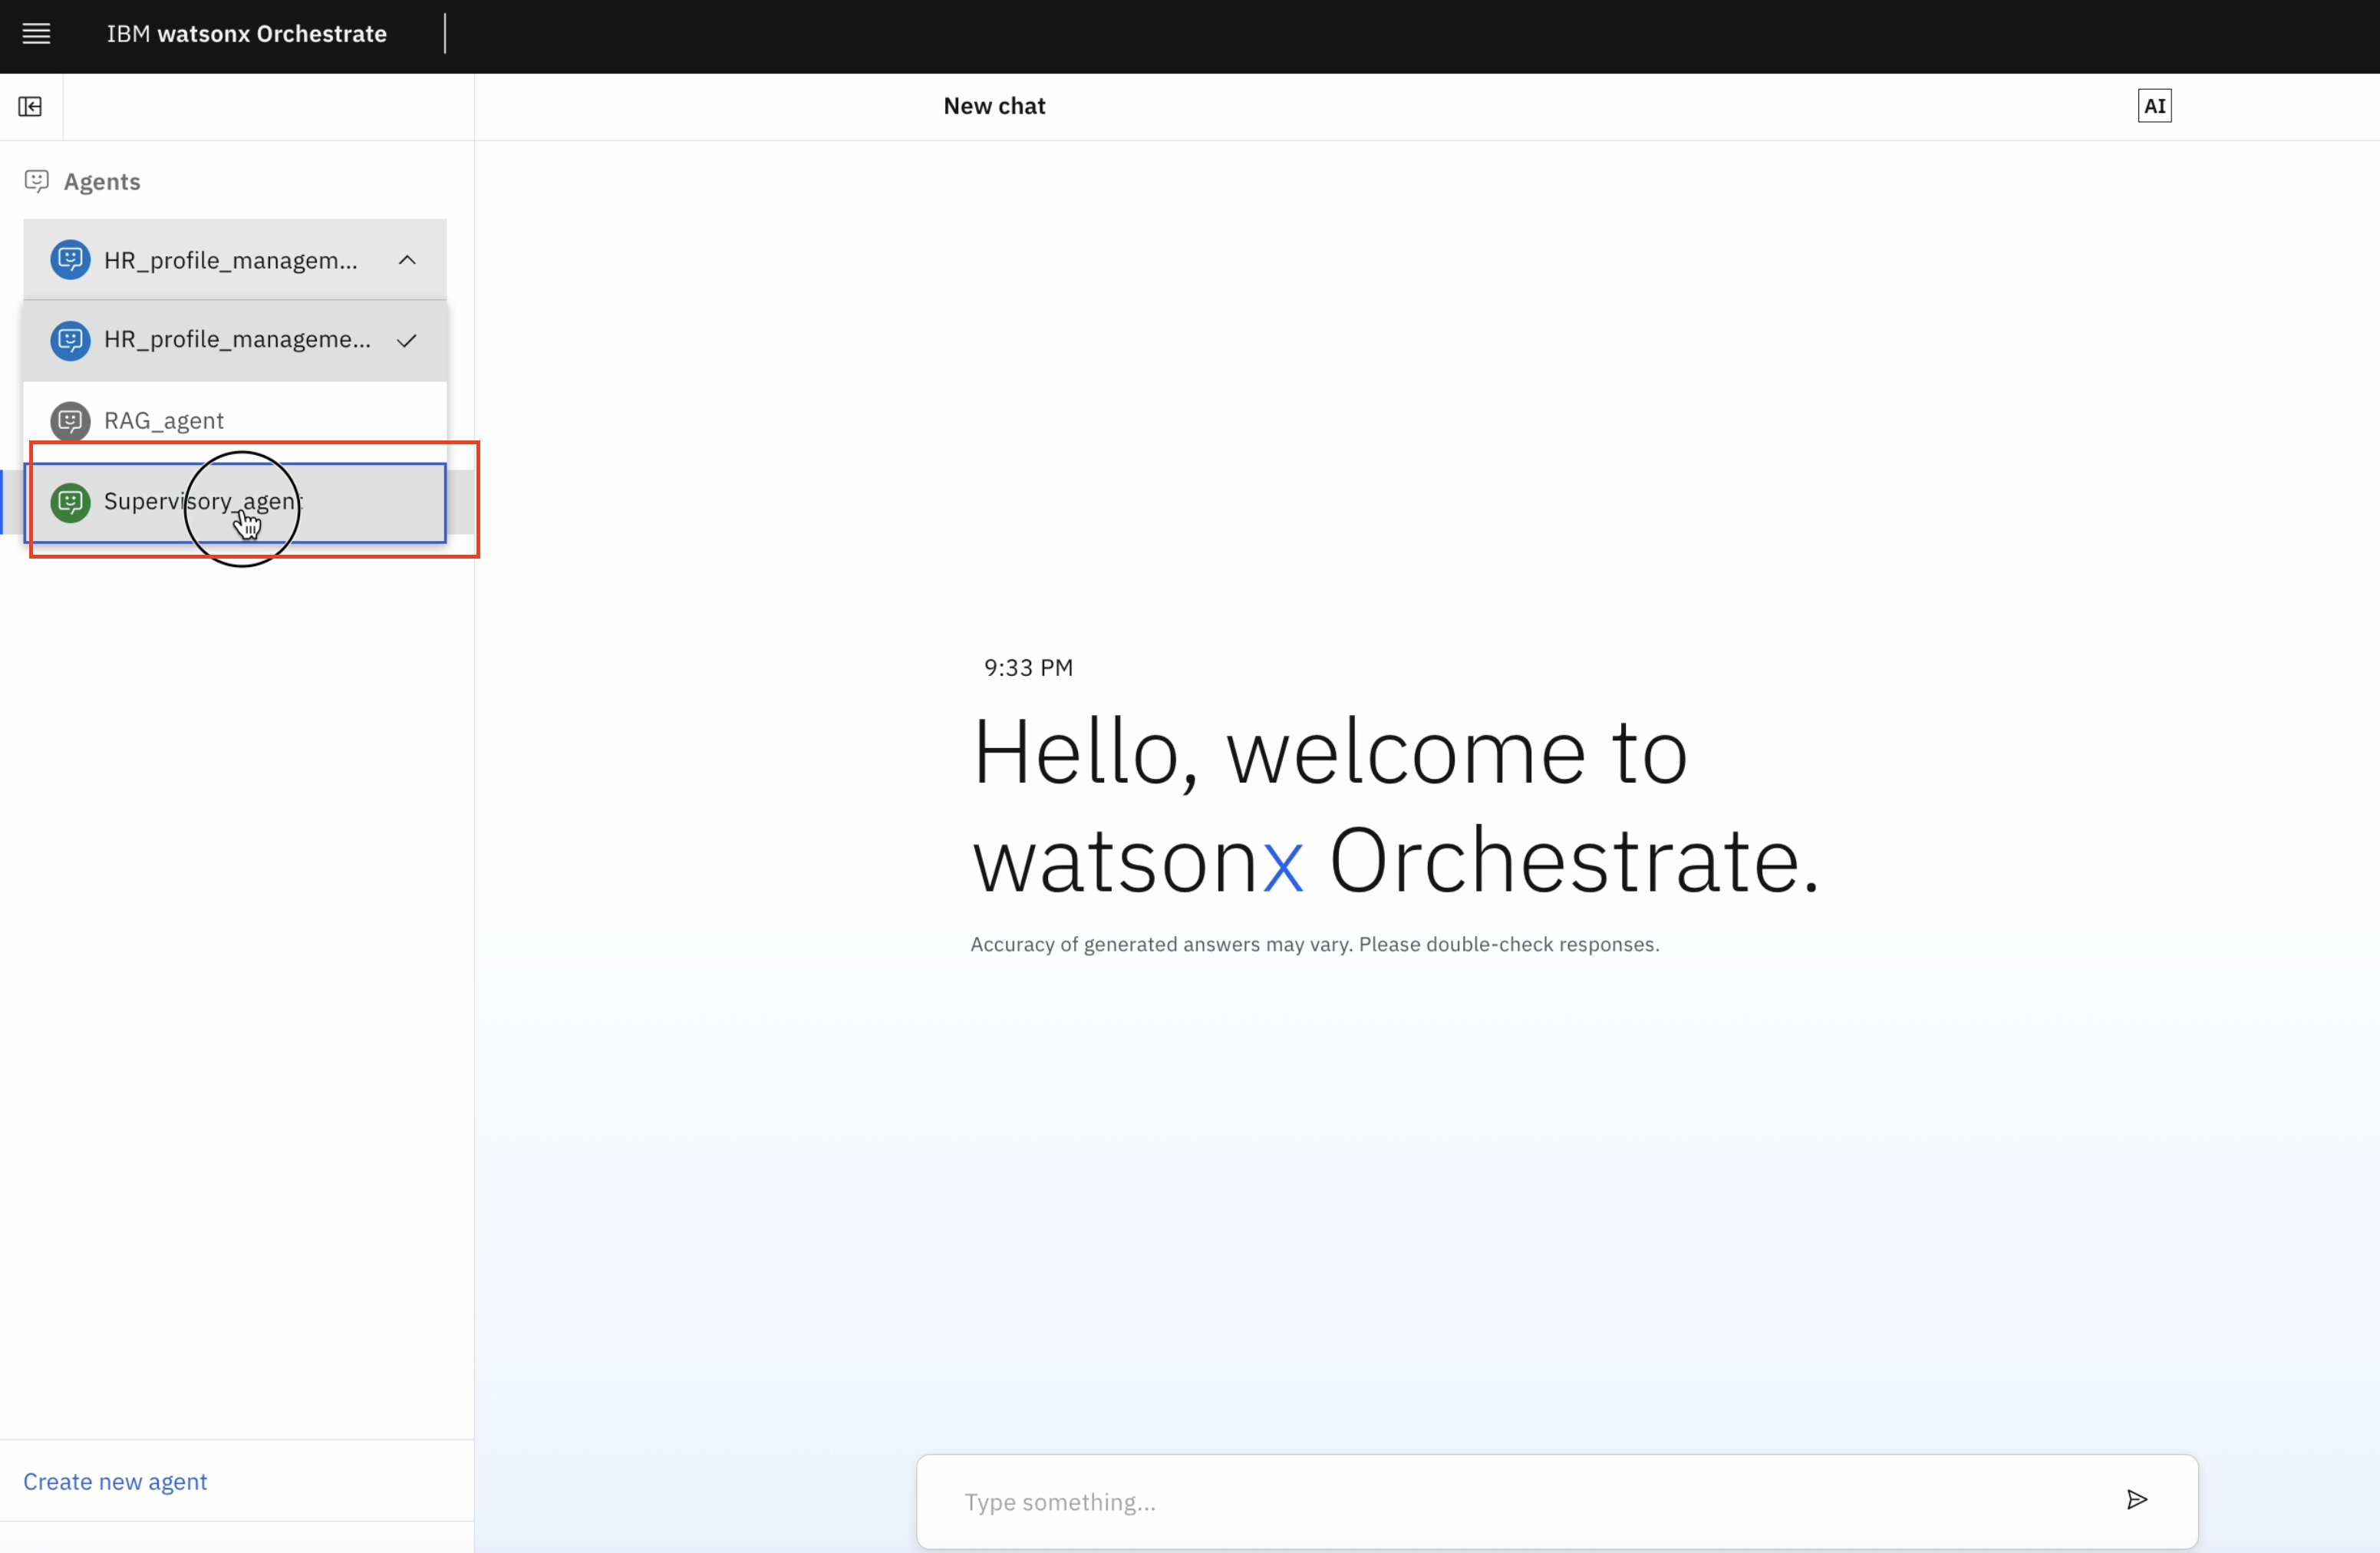 IBM watsonx Orchestrate
New chat
AI
Agents
HR_profile_managem...
HR_profile_manageme...
RAG_agent
Supervisory_agent
9:33 PM
Hello, welcome to
watsonx Orchestrate.
Accuracy of generated answers may vary. Please double-check responses.
Create new agent
Type something...